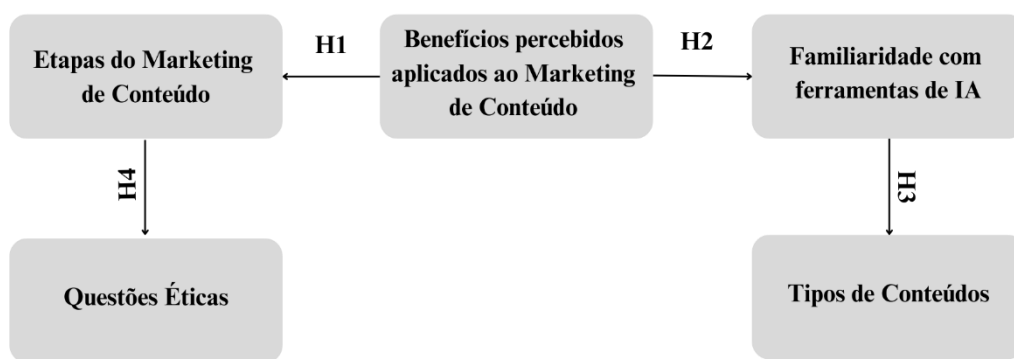 Etapas do Marketing
de Conteúdo
H1
Benefícios percebidos
aplicados ao Marketing
de Conteúdo
H2
Familiaridade com
ferramentas de IA
H4
H3
Questões Éticas
Tipos de Conteúdos